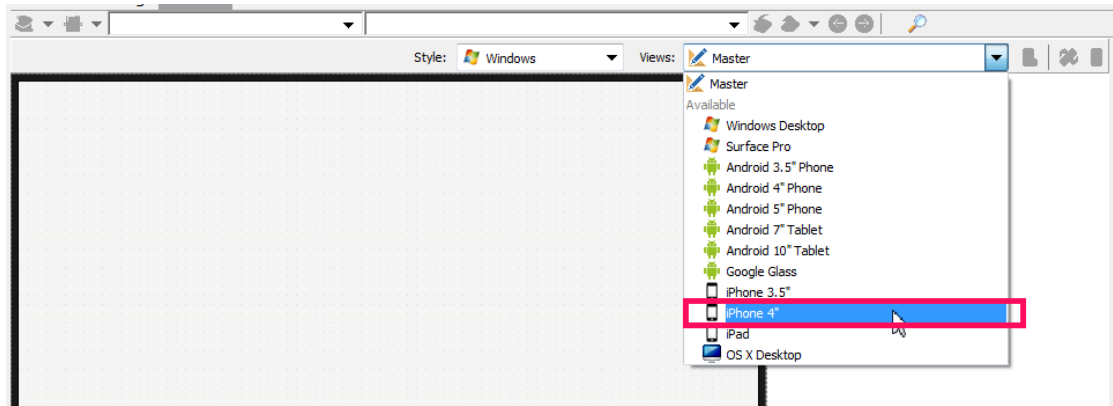 Style: Windows Views: Master
Master
Available
Windows Desktop
Surface Pro
Android 3.5" Phone
Android 4" Phone
Android 5" Phone
Android 7" Tablet
Android 10" Tablet
Google Glass
iPhone 3.5"
iPhone 4"
iPad
OS X Desktop